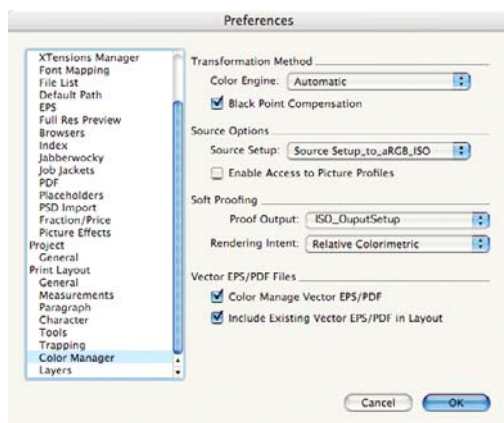 Preferences
XTensions Manager
Font Mapping
File List
Default Path
EPS
Full Res Preview
Browsers
Index
Jabberwocky
Job Jackets
PDF
Placeholders
PSD Import
Fraction/Price
Picture Effects
Project
General
Print Layout
General
Measurements
Paragraph
Character
Tools
Trapping
Color Manager
Layers
Transformation Method
Color Engine: Automatic
Black Point Compensation
Source Options
Source Setup: Source Setup_to_aRGB_ISO
Enable Access to Picture Profiles
Soft Proofing
Proof Output: ISO_OuputSetup
Rendering Intent: Relative Colorimetric
Vector EPS/PDF Files
Color Manage Vector EPS/PDF
Include Existing Vector EPS/PDF in Layout
Cancel OK